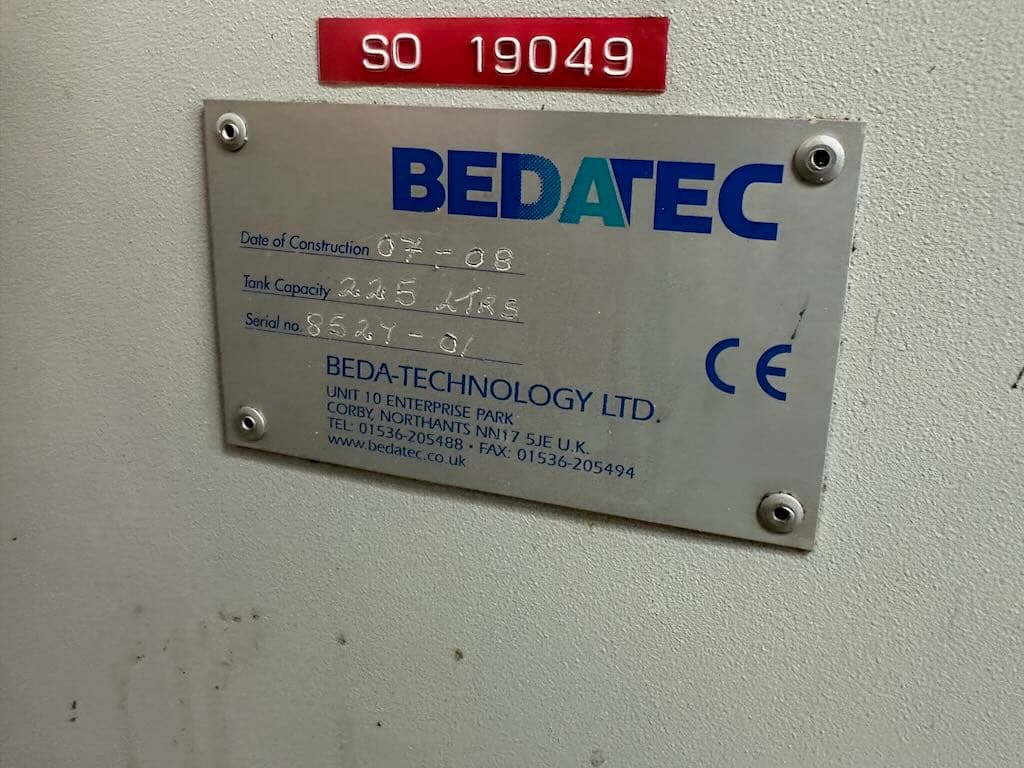 SO 19049
BEDATEC
Date of Construction 07-08
Tank Capacity 225 LTRS
Serial no. 8524-01
CE
BEDA-TECHNOLOGY LTD.
UNIT 10 ENTERPRISE PARK
CORBY, NORTHANTS NN17 5JE U.K.
TEL: 01536-205488 · FAX: 01536-205494
www.bedatec.co.uk